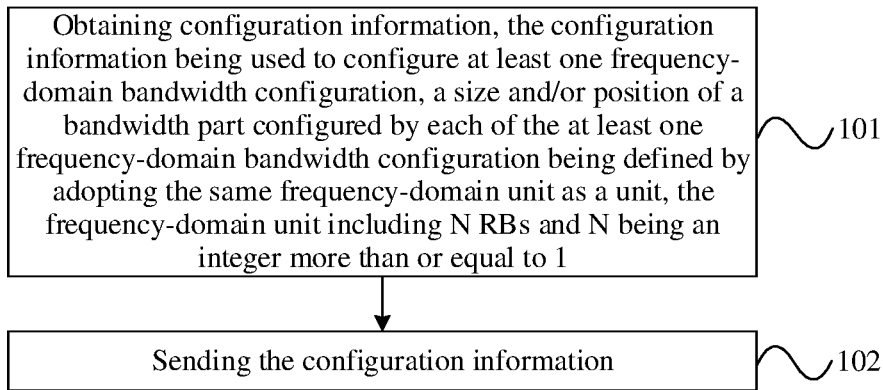 Obtaining configuration information, the configuration
information being used to configure at least one frequency-
domain bandwidth configuration, a size and/or position of a
bandwidth part configured by each of the at least one
frequency-domain bandwidth configuration being defined by
adopting the same frequency-domain unit as a unit, the
frequency-domain unit including N RBs and N being an
integer more than or equal to 1
101
Sending the configuration information
102